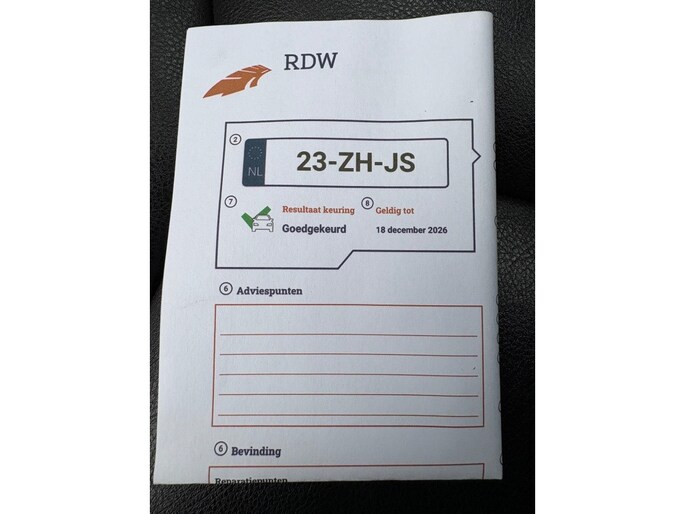 RDW
2
NL
23-ZH-JS
7 Resultaat keuring 8 Geldig tot
Goedgekeurd 18 december 2026
6 Adviespunten
6 Bevinding
Reparatiepunten